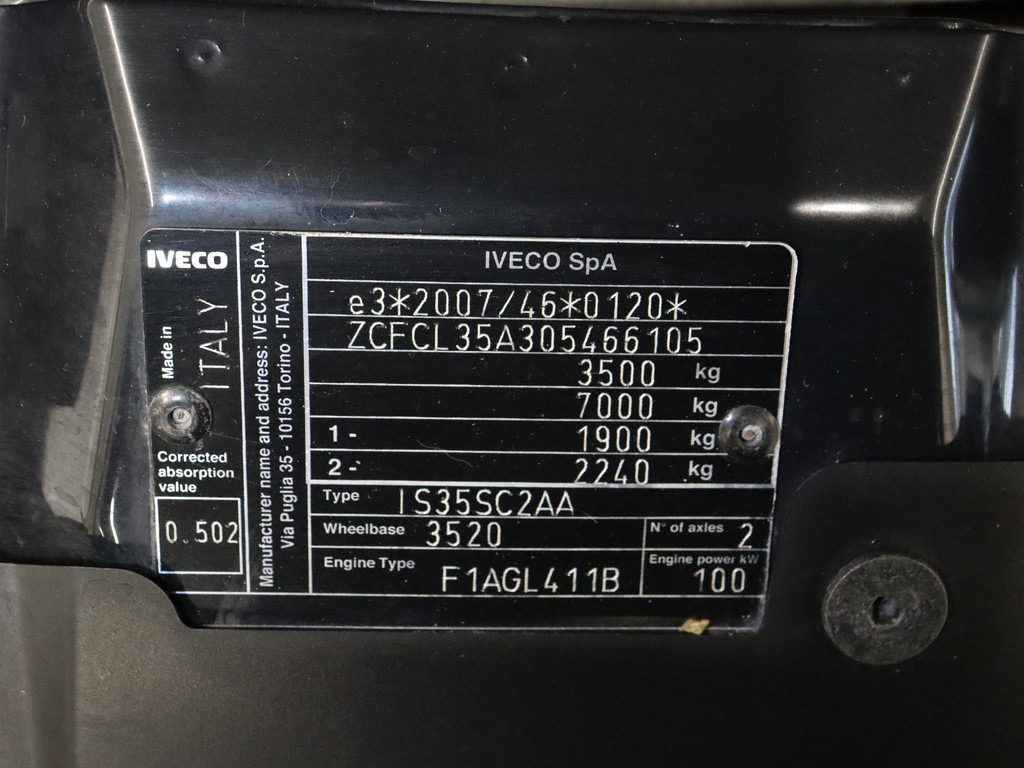 IVECO
Made in
ITALY
Corrected
absorption
value
0.502
Manufacturer name and address: IVECO S.p.A.
Via Puglia 35 - 10156 Torino - ITALY
IVECO SpA
e3*2007/46*0120*
ZCFCL35A305466105
3500 kg
7000 kg
1- 1900 kg
2- 2240 kg
Type IS35SC2AA
Wheelbase 3520 N° of axles 2
Engine Type F1AGL411B Engine power kW 100